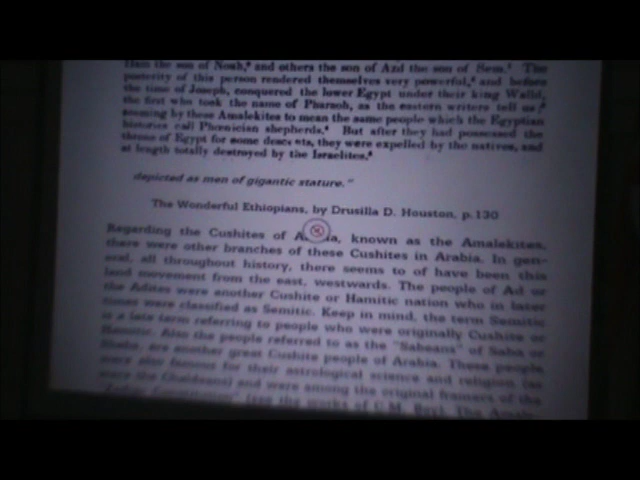 Ham the son of Noah, and others the son of Azd the son of Sem. The
posterity of this person rendered themselves very powerful, and before
the time of Joseph, conquered the lower Egypt under their king Walid,
the first who took the name of Pharaoh, as the eastern writers tell us;
seeming by these Amalekites to mean the same people which the Egyptian
histories call Phœnician shepherds. But after they had possessed the
throne of Egypt for some descents, they were expelled by the natives, and
at length totally destroyed by the Israelites.
depicted as men of gigantic stature."
The Wonderful Ethiopians, by Drusilla D. Houston, p.130
Regarding the Cushites of A ia, known as the Amalekites,
there were other branches of these Cushites in Arabia. In gen-
eral, all throughout history, there seems to of have been this
land movement from the east, westwards. The people of Ad or
the Adites were another Cushite or Hamitic nation who in later
times were classified as Semitic. Keep in mind, the term Semitic
is a late term referring to people who were originally Cushite or
Hamitic. Also the people referred to as the "Sabeans" of Saba or
Sheba, are another great Cushite people of Arabia. These people
were also famous for their astrological science and religion (as
were the Chaldeans) and were among the original framers of the
(see the works of C.M. The